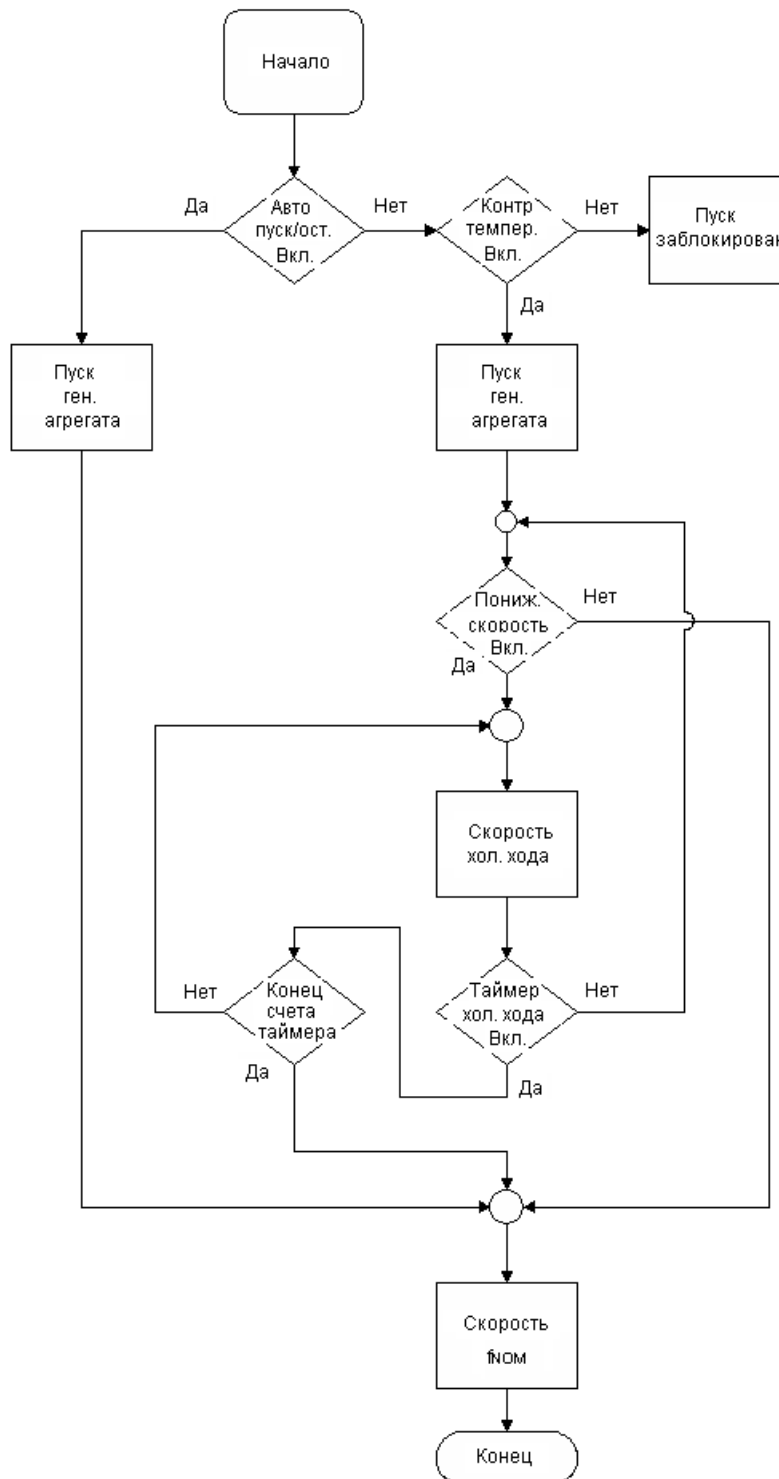 Начало
Да
Авто
пуск/ост.
Вкл.
Нет
Контр
темпер.
Вкл.
Нет
Пуск
заблокирован
Да
Пуск
ген.
агрегата
Пуск
ген.
агрегата
Пониж.
скорость
Вкл.
Нет
Да
Скорость
хол. хода
Нет
Конец
счета
таймера
Таймер
хол. хода
Вкл.
Нет
Да
Да
Скорость
fNOM
Конец